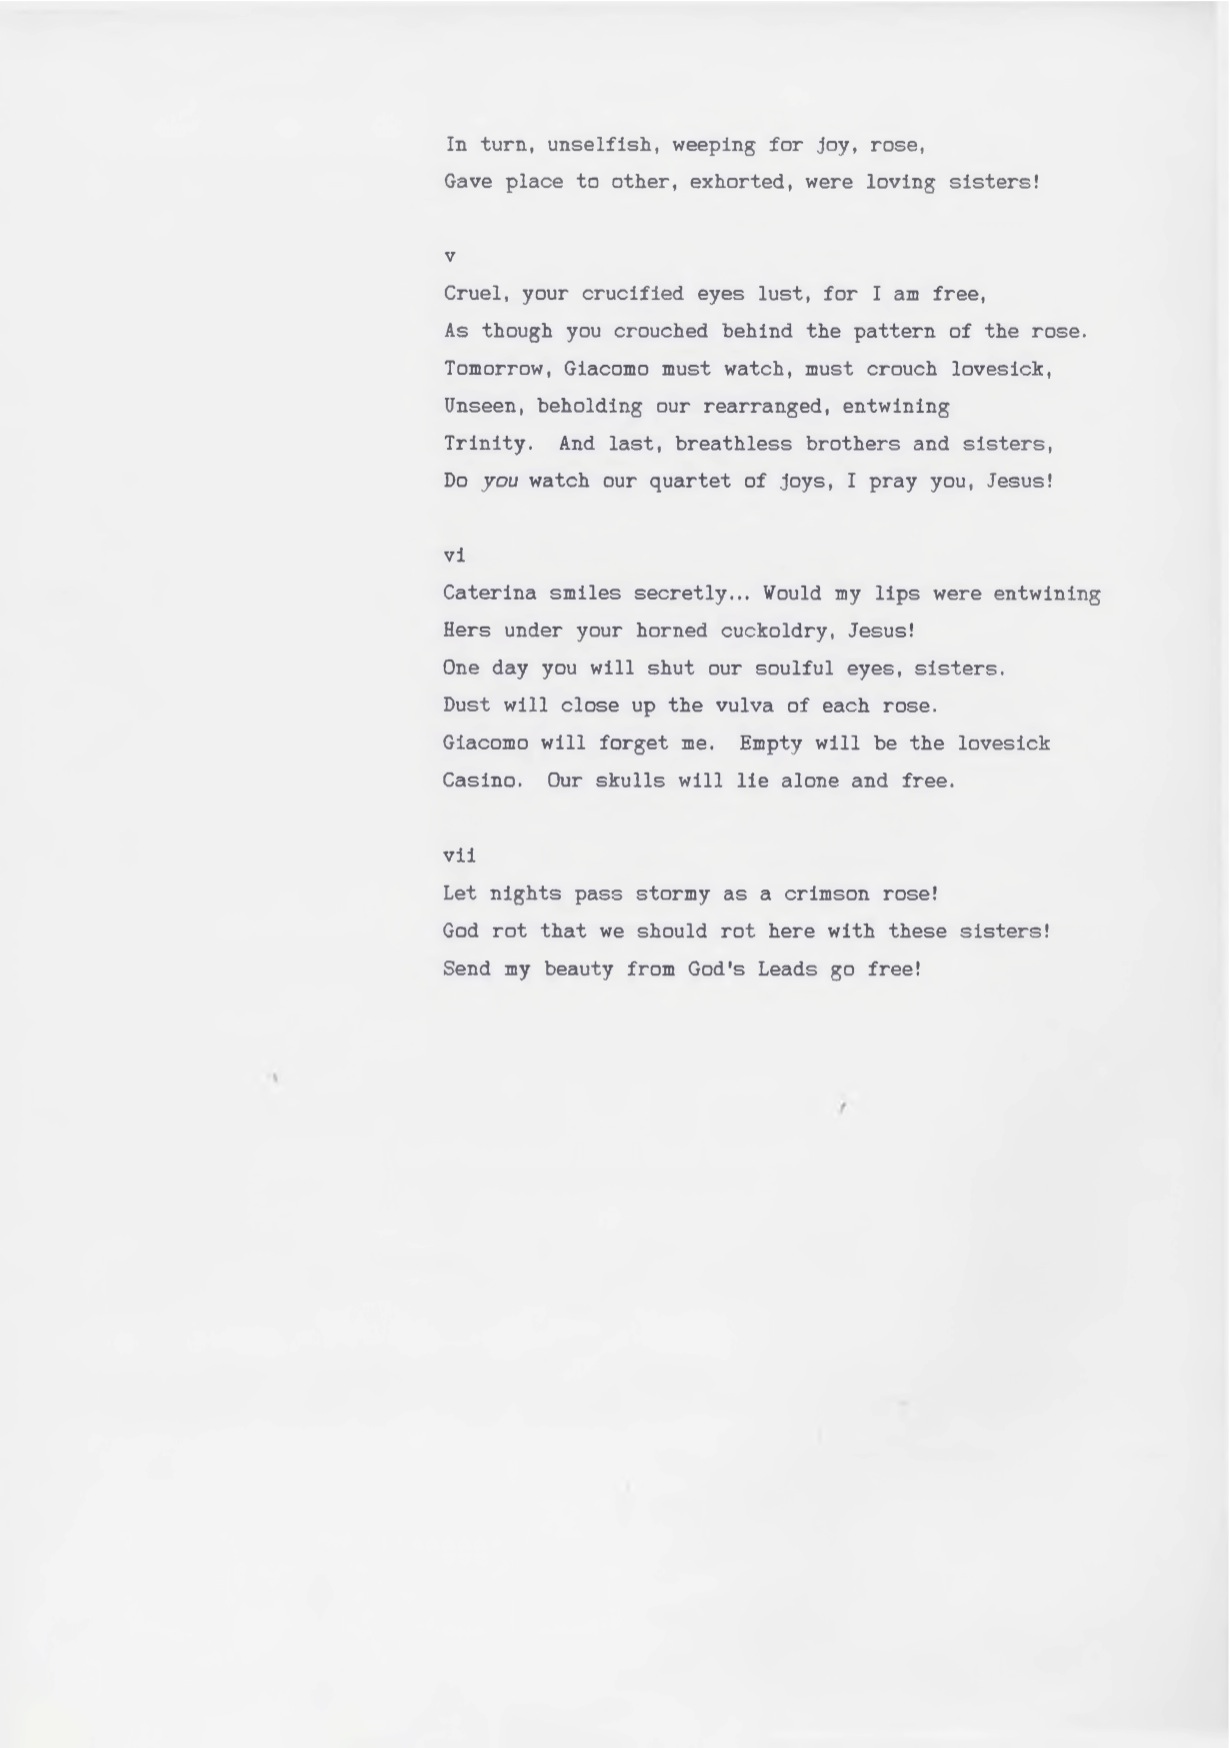 In turn, unselfish, weeping for joy, rose,
Gave place to other, exhorted, were loving sisters!
v
Cruel, your crucified eyes lust, for I am free,
As though you crouched behind the pattern of the rose.
Tomorrow, Giacomo must watch, must crouch lovesick,
Unseen, beholding our rearranged, entwining
Trinity.  And last, breathless brothers and sisters,
Do you watch our quartet of joys, I pray you, Jesus!
vi
Caterina smiles secretly... Would my lips were entwining
Hers under your horned cuckoldry, Jesus!
One day you will shut our soulful eyes, sisters.
Dust will close up the vulva of each rose.
Giacomo will forget me.  Empty will be the lovesick
Casino.  Our skulls will lie alone and free.
vii
Let nights pass stormy as a crimson rose!
God rot that we should rot here with these sisters!
Send my beauty from God's Leads go free!